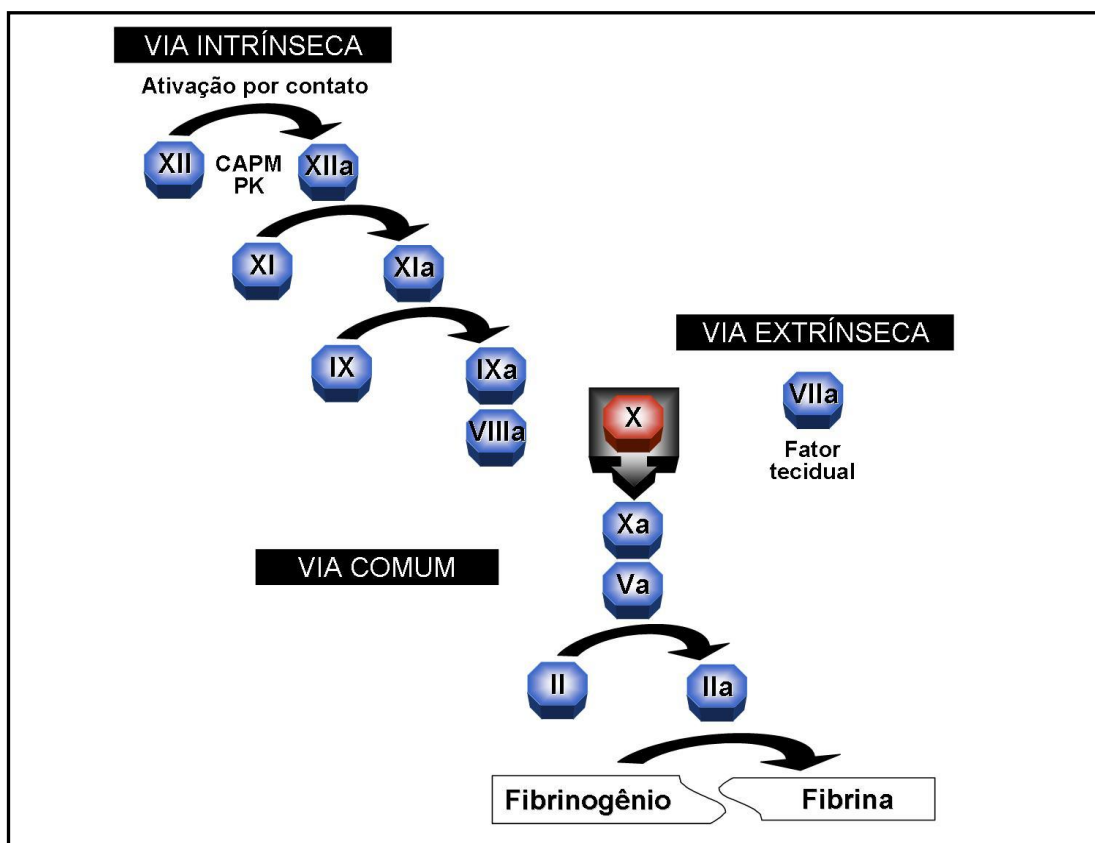 VIA INTRÍNSECA
Ativação por contato
XII
CAPM
PK
XIIa
XI
XIa
VIA EXTRÍNSECA
IX
IXa
VIIa
VIIIa
X
Fator
tecidual
Xa
VIA COMUM
Va
II
IIa
Fibrinogênio
Fibrina